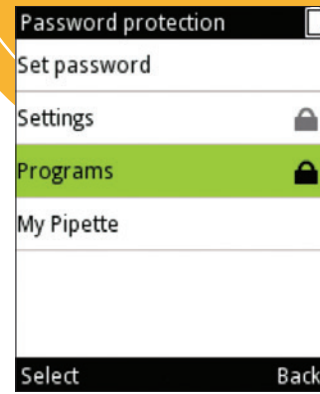 Password protection
Set password
Settings
Programs
My Pipette
Select Back